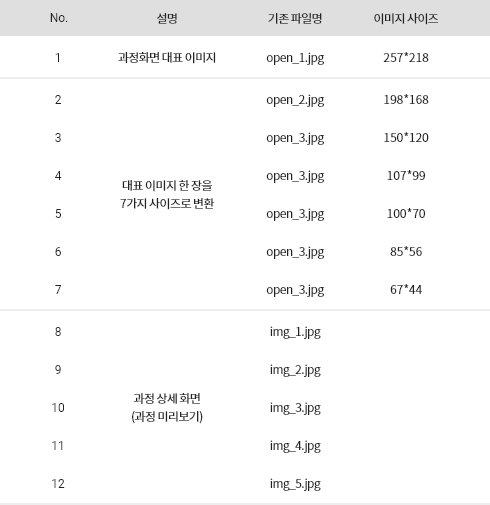 No. 설명 기존 파일명 이미지 사이즈
1 과정화면 대표 이미지 open_1.jpg 257*218
2 open_2.jpg 198*168
3 open_3.jpg 150*120
4 open_3.jpg 107*99
대표 이미지 한 장을
7가지 사이즈로 변환
5 open_3.jpg 100*70
6 open_3.jpg 85*56
7 open_3.jpg 67*44
8 img_1.jpg
9 img_2.jpg
과정 상세 화면
10 img_3.jpg
(과정 미리보기)
11 img_4.jpg
12 img_5.jpg